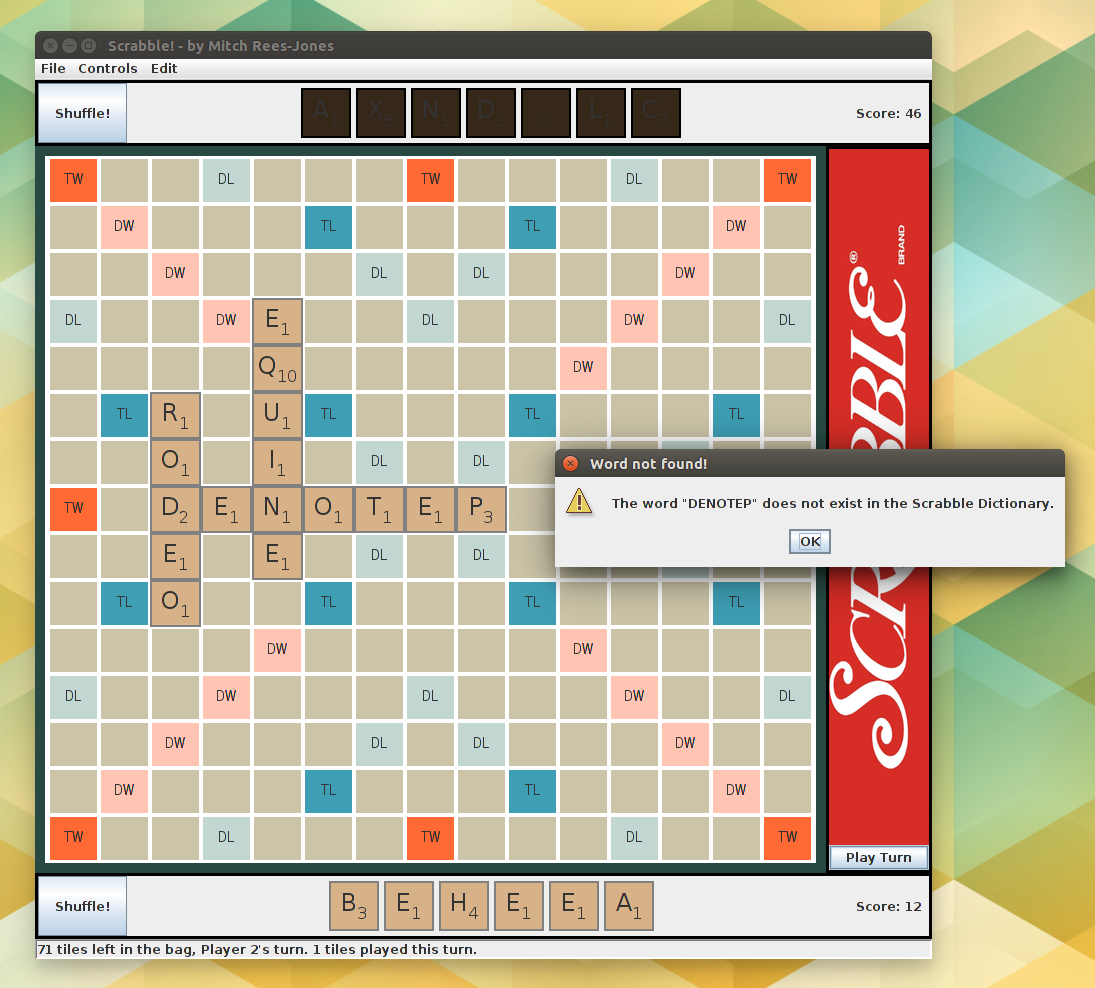 Scrabble! - by Mitch Rees-Jones
File Controls Edit
Shuffle! A1 X8 N1 D2 L1 C3 Score: 46
TW DL TW DL TW
DW TL TL DW
DW DL DL DW
DL DW E1 DL DW DL
Q10 DW
TL R1 U1 TL TL TL
O1 I1 DL DL
TW D2 E1 N1 O1 T1 E1 P3
E1 E1 DL DL
TL O1 TL TL TL
DW DW
DL DW DL DW DL
DW DL DL DW
DW TL TL DW
TW DL TW DL TW
SCRABBLE® BRAND
Word not found!
The word "DENOTEP" does not exist in the Scrabble Dictionary.
OK
Play Turn
Shuffle! B3 E1 H4 E1 E1 A1 Score: 12
71 tiles left in the bag, Player 2's turn. 1 tiles played this turn.